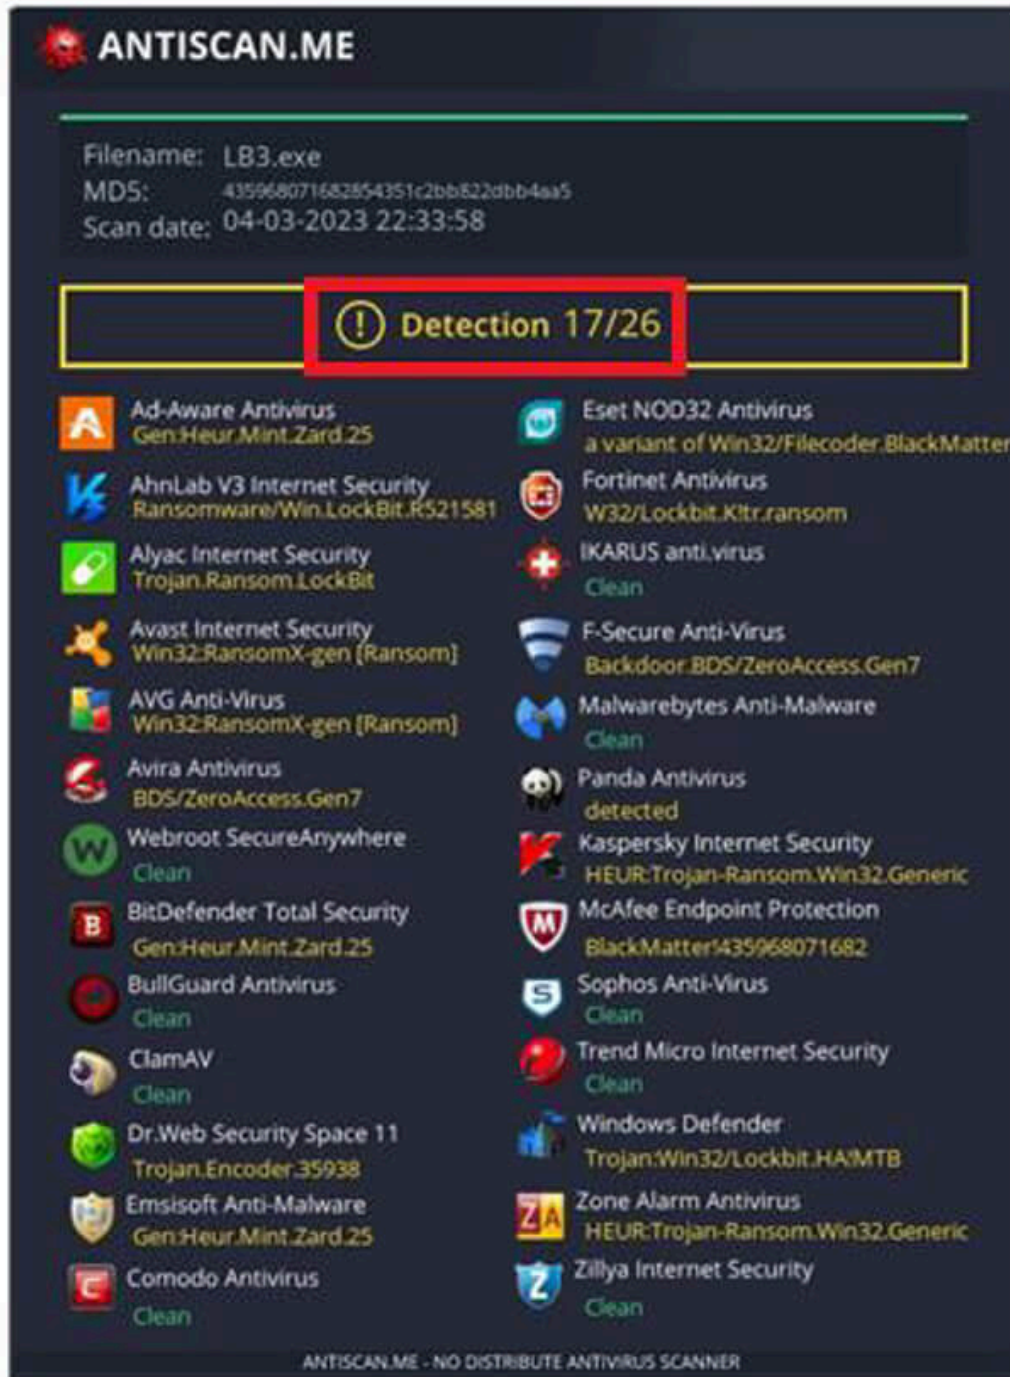 ANTISCAN.ME
Filename: LB3.exe
MD5: 435968071682854351c2bb822dbb4aa5
Scan date: 04-03-2023 22:33:58
Detection 17/26
Ad-Aware Antivirus
Gen:Heur.Mint.Zard.25
AhnLab V3 Internet Security
Ransomware/Win.LockBit.R521581
Alyac Internet Security
Trojan.Ransom.LockBit
Avast Internet Security
Win32:RansomX-gen [Ransom]
AVG Anti-Virus
Win32:RansomX-gen [Ransom]
Avira Antivirus
BDS/ZeroAccess.Gen7
Webroot SecureAnywhere
Clean
BitDefender Total Security
Gen:Heur.Mint.Zard.25
BullGuard Antivirus
Clean
ClamAV
Clean
Dr.Web Security Space 11
Trojan.Encoder.35938
Emsisoft Anti-Malware
Gen:Heur.Mint.Zard.25
Comodo Antivirus
Clean
Eset NOD32 Antivirus
a variant of Win32/Filecoder.BlackMatter
Fortinet Antivirus
W32/Lockbit.K!tr.ransom
IKARUS anti.virus
Clean
F-Secure Anti-Virus
Backdoor.BDS/ZeroAccess.Gen7
Malwarebytes Anti-Malware
Clean
Panda Antivirus
detected
Kaspersky Internet Security
HEUR:Trojan-Ransom.Win32.Generic
McAfee Endpoint Protection
BlackMatter!435968071682
Sophos Anti-Virus
Clean
Trend Micro Internet Security
Clean
Windows Defender
Trojan:Win32/Lockbit.HA!MTB
Zone Alarm Antivirus
HEUR:Trojan-Ransom.Win32.Generic
Zillya Internet Security
Clean
ANTISCAN.ME - NO DISTRIBUTE ANTIVIRUS SCANNER